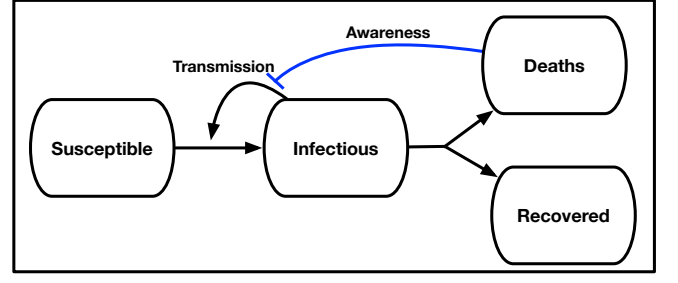 Awareness
Transmission
Deaths
Susceptible
Infectious
Recovered